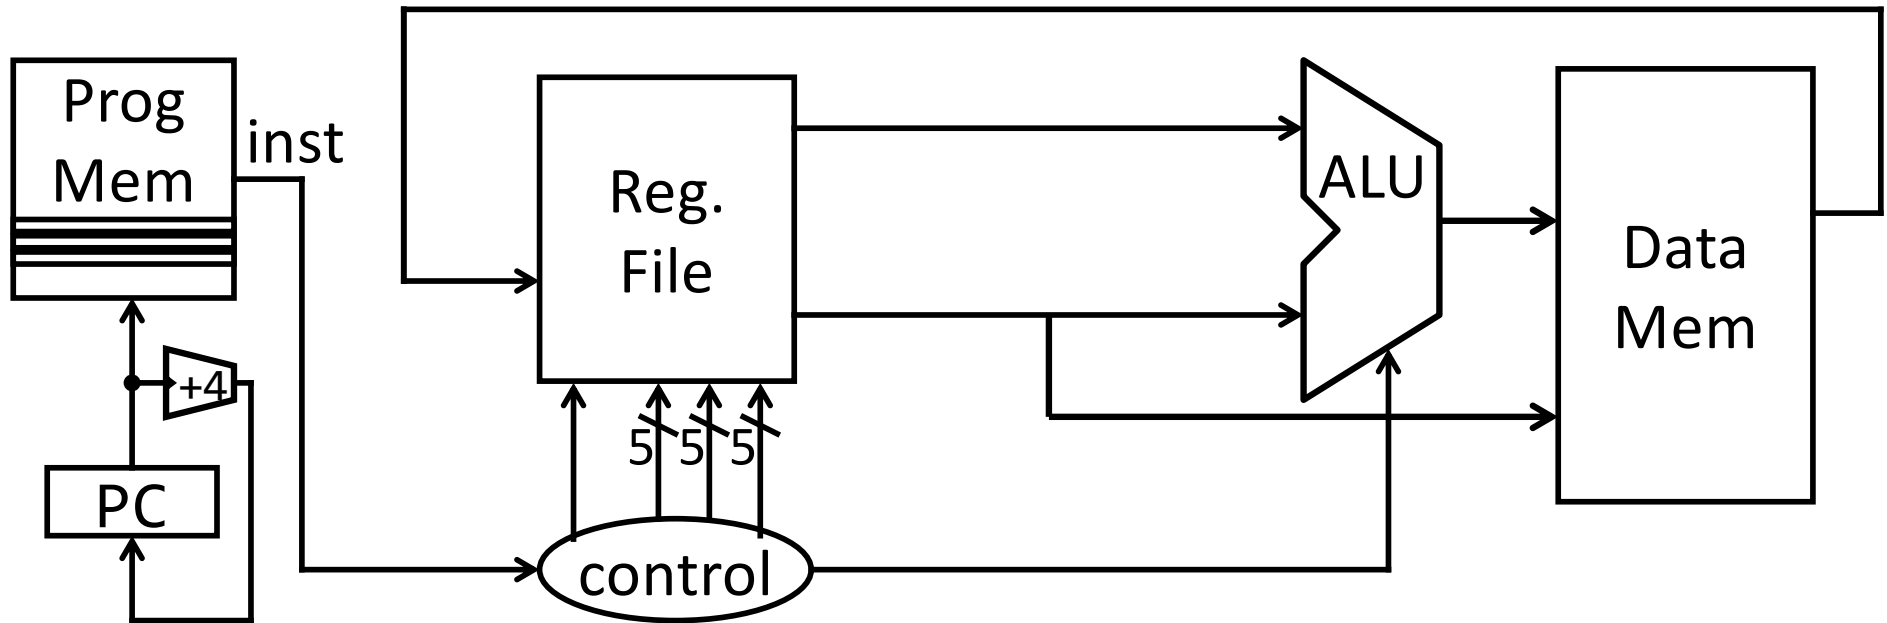 Prog
Mem
inst
+4
PC
Reg.
File
5 5 5
control
ALU
Data
Mem